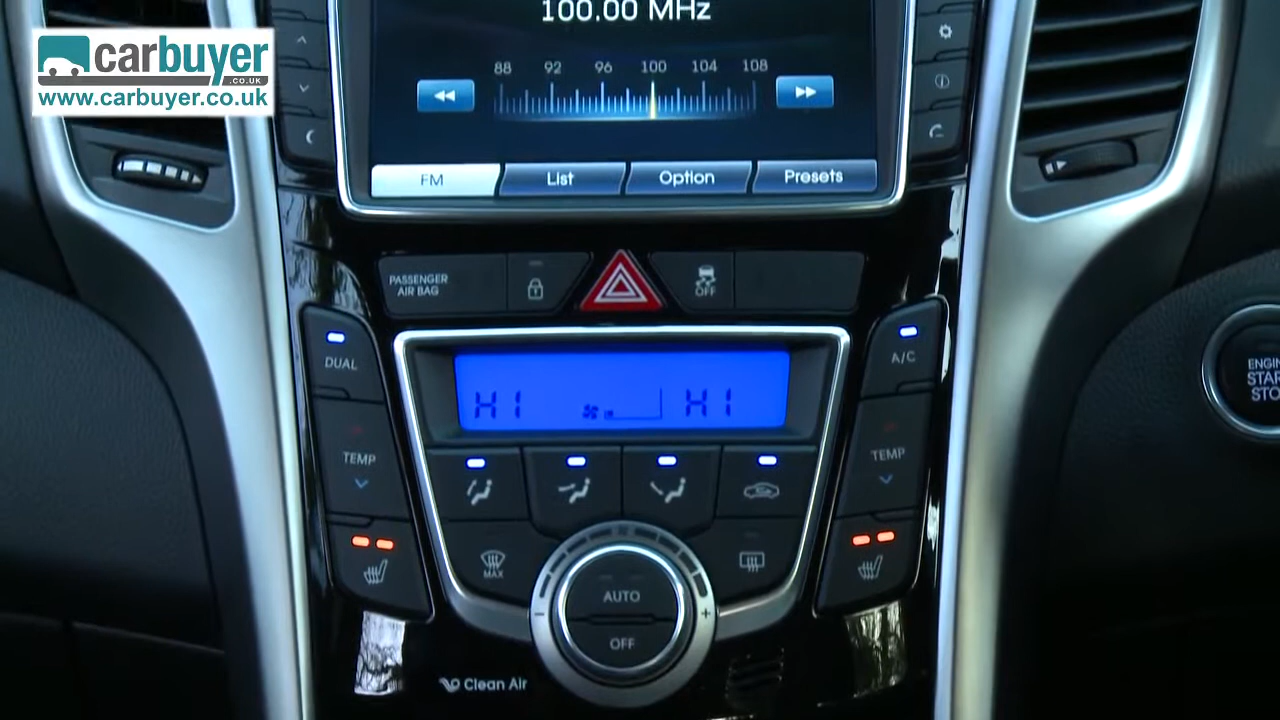 carbuyer
.co.uk
www.carbuyer.co.uk
100.00 MHz
88 92 96 100 104 108
FM List Option Presets
PASSENGER
AIR BAG
OFF
DUAL
A/C
HI HI
TEMP
TEMP
MAX
AUTO
- +
OFF
Clean Air
ENGIN
STAR
STO